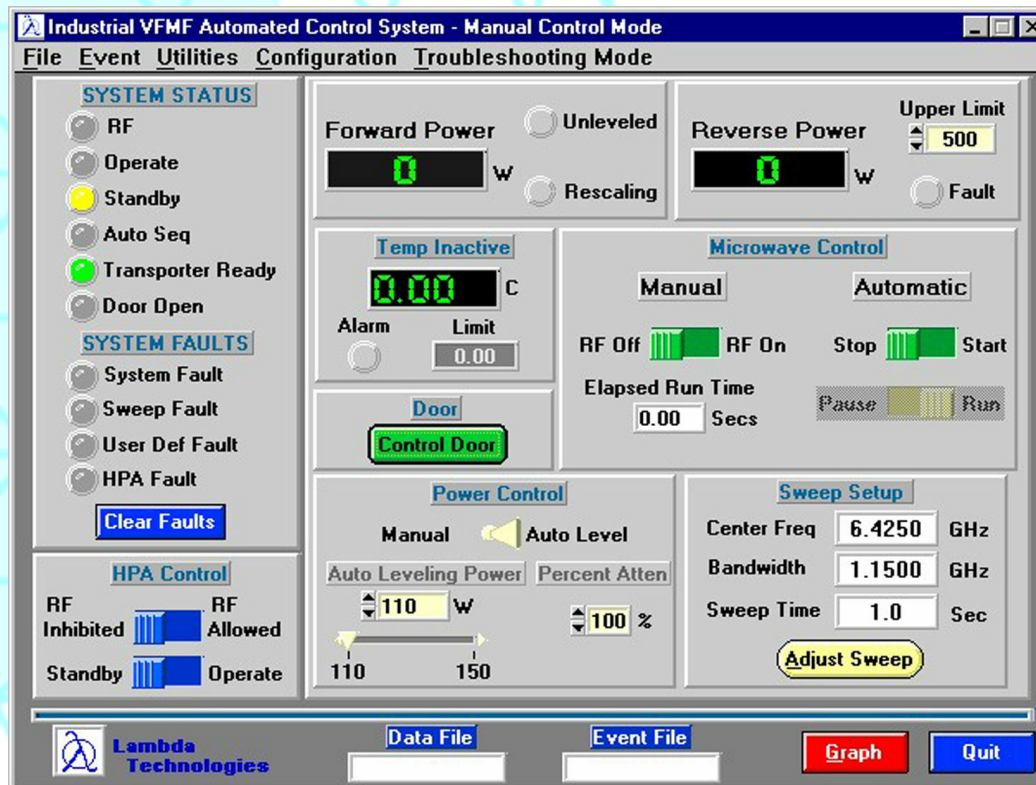 Industrial VFMF Automated Control System - Manual Control Mode
File Event Utilities Configuration Troubleshooting Mode
SYSTEM STATUS
RF
Operate
Standby
Auto Seq
Transporter Ready
Door Open
SYSTEM FAULTS
System Fault
Sweep Fault
User Def Fault
HPA Fault
Clear Faults
HPA Control
RF Inhibited RF Allowed
Standby Operate
Forward Power
0 W
Unleveled
Rescaling
Reverse Power
0 W
Upper Limit
500
Fault
Temp Inactive
0.00 C
Alarm Limit
0.00
Door
Control Door
Microwave Control
Manual Automatic
RF Off RF On Stop Start
Elapsed Run Time
0.00 Secs
Pause Run
Power Control
Manual Auto Level
Auto Leveling Power Percent Atten
110 W 100 %
110 150
Sweep Setup
Center Freq 6.4250 GHz
Bandwidth 1.1500 GHz
Sweep Time 1.0 Sec
Adjust Sweep
Lambda
Technologies
Data File
Event File
Graph
Quit